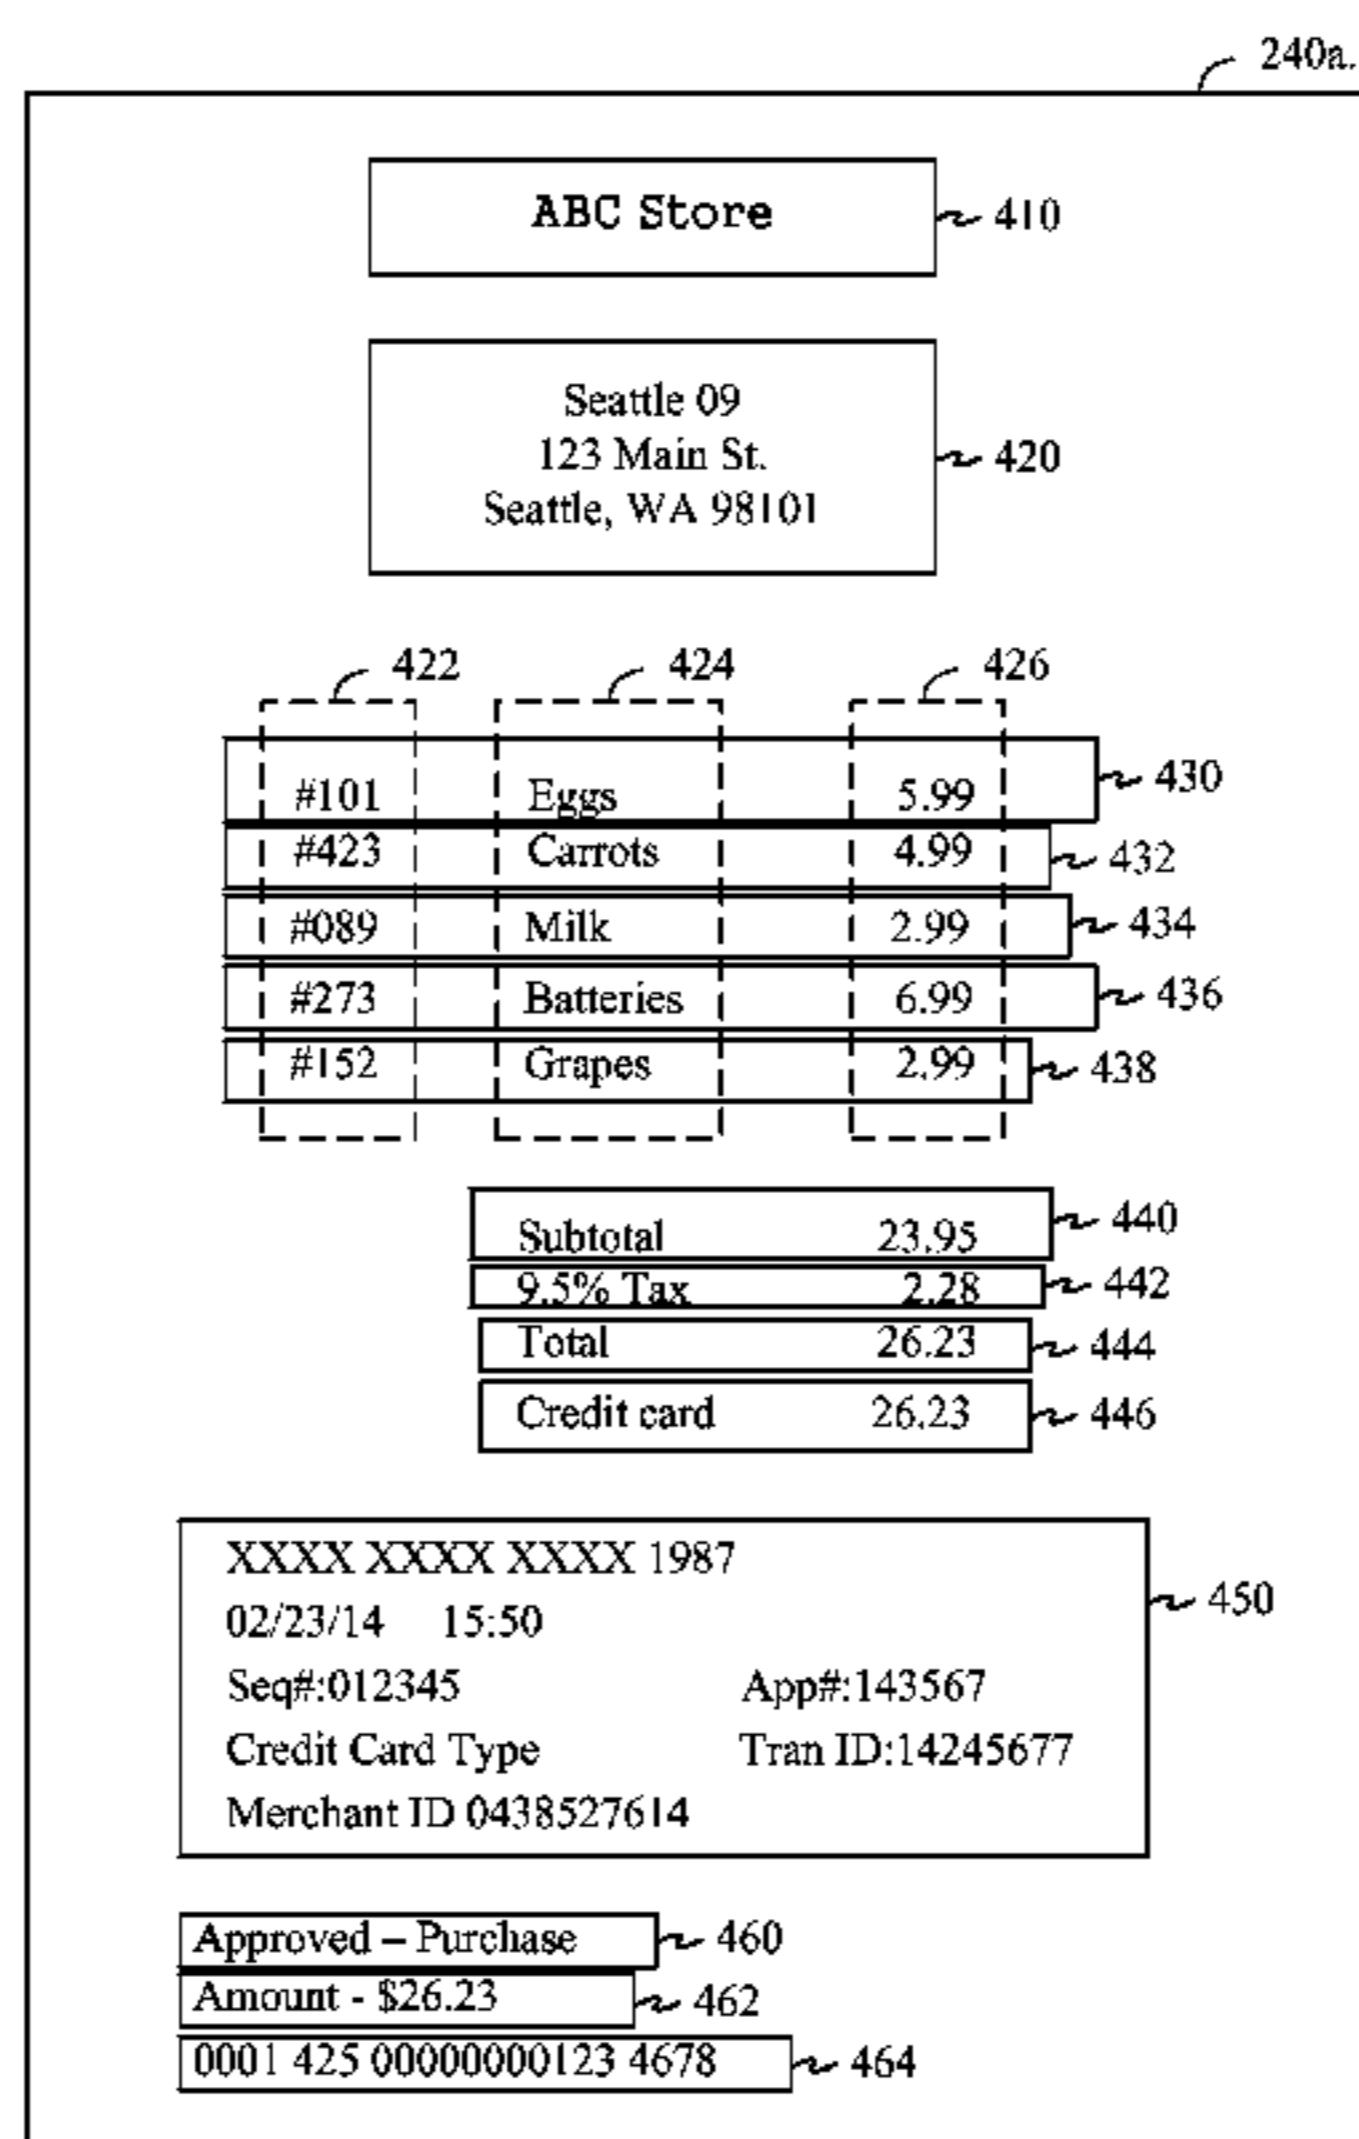 240a.
ABC Store 410
Seattle 09
123 Main St. 420
Seattle, WA 98101
422 424 426
#101 Eggs 5.99 430
#423 Carrots 4.99 432
#089 Milk 2.99 434
#273 Batteries 6.99 436
#152 Grapes 2.99 438
Subtotal 23.95 440
9.5% Tax 2.28 442
Total 26.23 444
Credit card 26.23 446
XXXX XXXX XXXX 1987
02/23/14 15:50 450
Seq#:012345 App#:143567
Credit Card Type Tran ID:14245677
Merchant ID 0438527614
Approved – Purchase 460
Amount - $26.23 462
0001 425 00000000123 4678 464